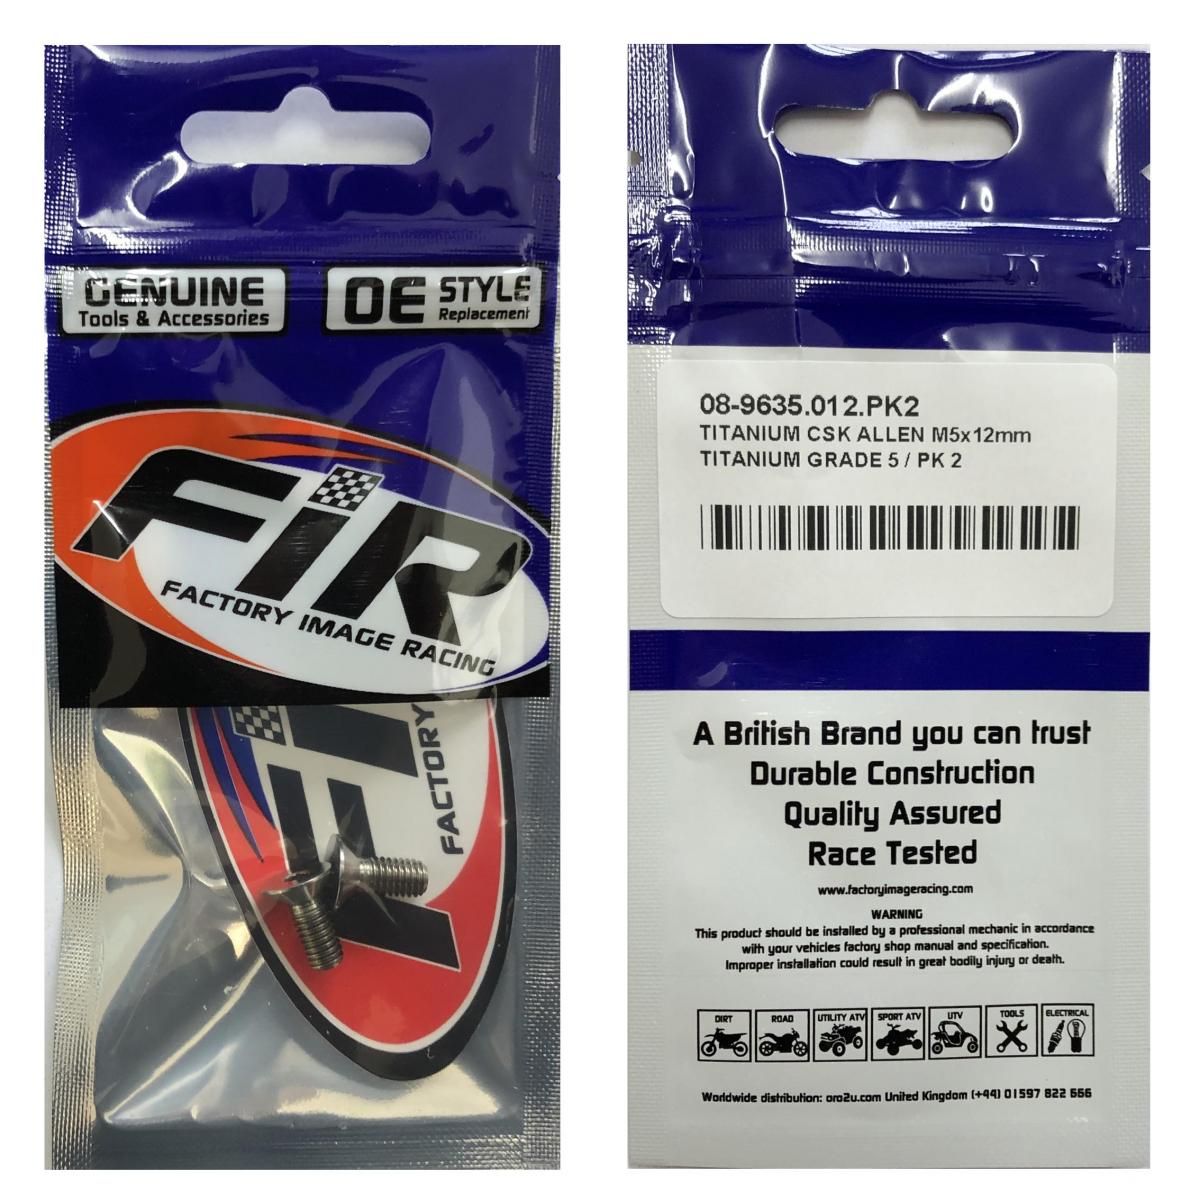 GENUINE
Tools & Accessories
OE STYLE
Replacement
FiR
FACTORY IMAGE RACING
FACTORY
08-9635.012.PK2
TITANIUM CSK ALLEN M5x12mm
TITANIUM GRADE 5 / PK 2
A British Brand you can trust
Durable Construction
Quality Assured
Race Tested
www.factoryimageracing.com
WARNING
This product should be installed by a professional mechanic in accordance
with your vehicles factory shop manual and specification.
Improper installation could result in great bodily injury or death.
DIRT ROAD UTILITY ATV SPORT ATV UTV TOOLS ELECTRICAL
Worldwide distribution: oro2u.com United Kingdom (+44) 01597 822 666